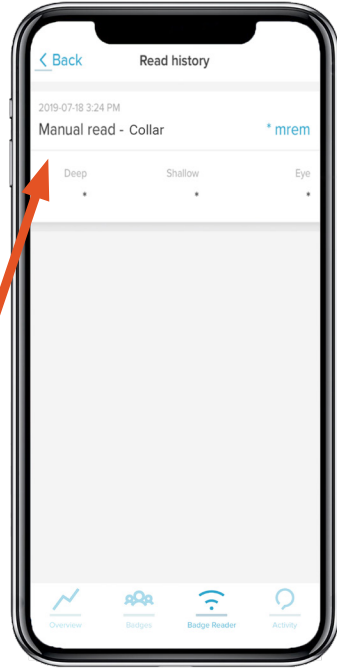 < Back Read history
2019-07-18 3:24 PM
Manual read - Collar * mrem
Deep Shallow Eye
* * *
Overview Badges Badge Reader Activity